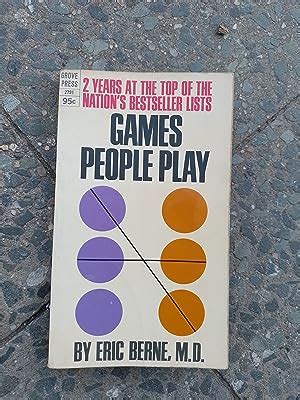 GROVE
PRESS
2791
95c
2 YEARS AT THE TOP OF THE
NATION'S BESTSELLER LISTS
GAMES
PEOPLE PLAY
BY ERIC BERNE, M.D.